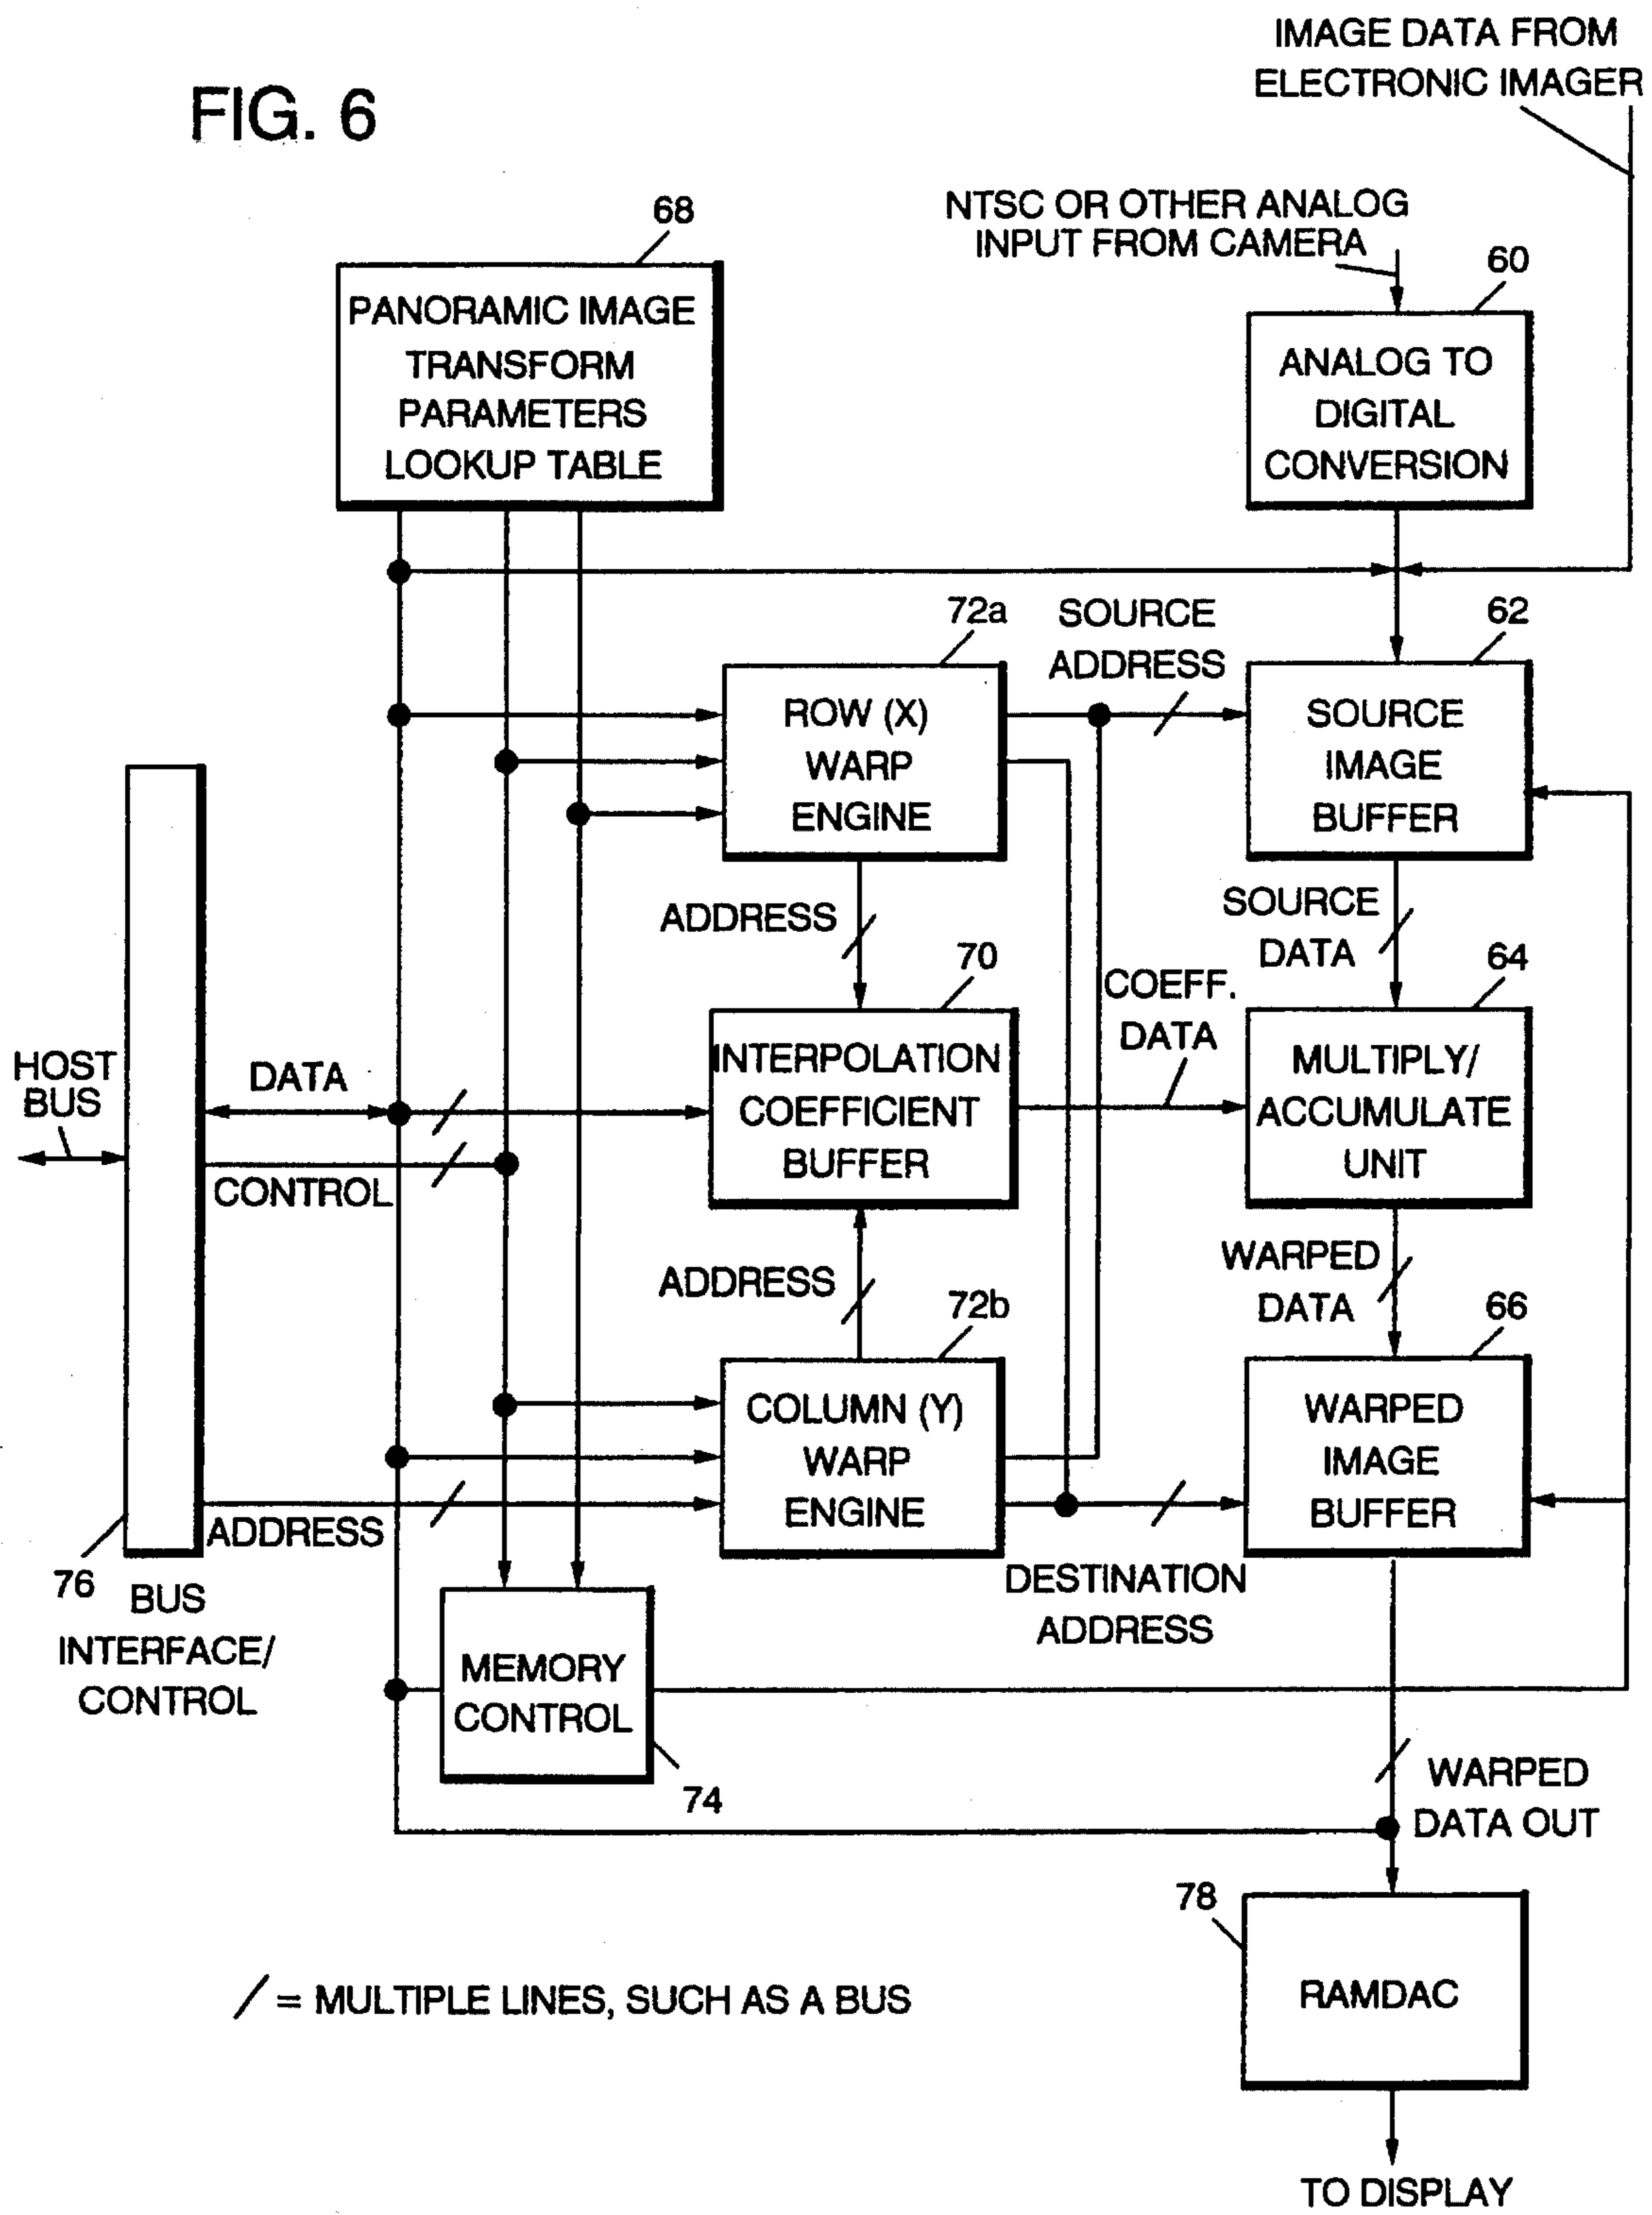 FIG. 6
IMAGE DATA FROM
ELECTRONIC IMAGER
NTSC OR OTHER ANALOG
INPUT FROM CAMERA
68
PANORAMIC IMAGE
TRANSFORM
PARAMETERS
LOOKUP TABLE
60
ANALOG TO
DIGITAL
CONVERSION
72a
ROW (X)
WARP
ENGINE
SOURCE
ADDRESS
62
SOURCE
IMAGE
BUFFER
ADDRESS
SOURCE
DATA
70
INTERPOLATION
COEFFICIENT
BUFFER
COEFF.
DATA
64
MULTIPLY/
ACCUMULATE
UNIT
HOST
BUS
DATA
CONTROL
ADDRESS
WARPED
DATA
72b
COLUMN (Y)
WARP
ENGINE
66
WARPED
IMAGE
BUFFER
ADDRESS
76
BUS
INTERFACE/
CONTROL
DESTINATION
ADDRESS
MEMORY
CONTROL
74
WARPED
DATA OUT
78
RAMDAC
/ = MULTIPLE LINES, SUCH AS A BUS
TO DISPLAY